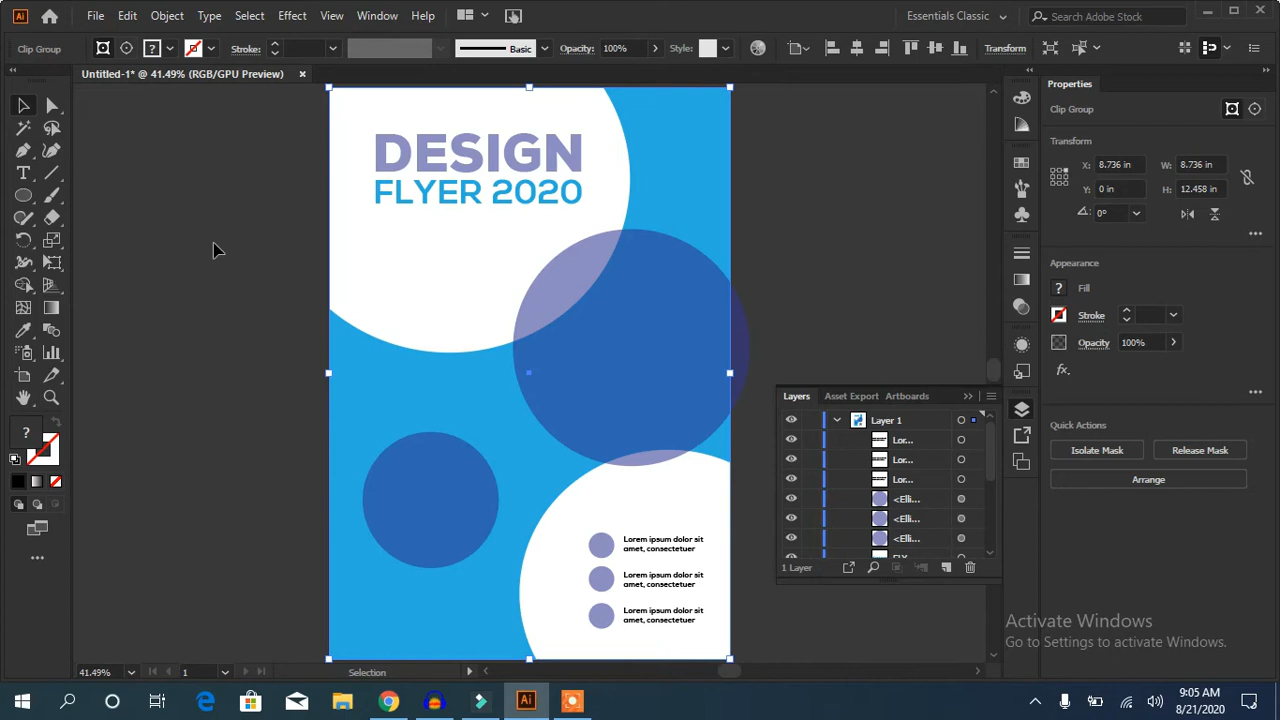 Ai File Edit Object Type Select Effect View Window Help Essentials Classic Search Adobe Stock
Clip Group ? Stroke: Basic Opacity: 100% Style: Transform
Untitled-1* @ 41.49% (RGB/GPU Preview)
Properties
Clip Group
Transform
X: 8.736 in W: 8.736 in
Y: 0 in H: 12.458 in
0°
Appearance
? Fill
Stroke
Opacity 100%
fx.
Quick Actions
Isolate Mask Release Mask
Arrange
DESIGN
FLYER 2020
Lorem ipsum dolor sit
amet, consectetuer
Lorem ipsum dolor sit
amet, consectetuer
Lorem ipsum dolor sit
amet, consectetuer
Layers Asset Export Artboards
Layer 1
Lor...
Lor...
Lor...
<Elli...
<Elli...
<Elli...
1 Layer
?
Activate Windows
Go to Settings to activate Windows.
41.49% 1 Selection
Ai
9:05 AM
8/21/2020